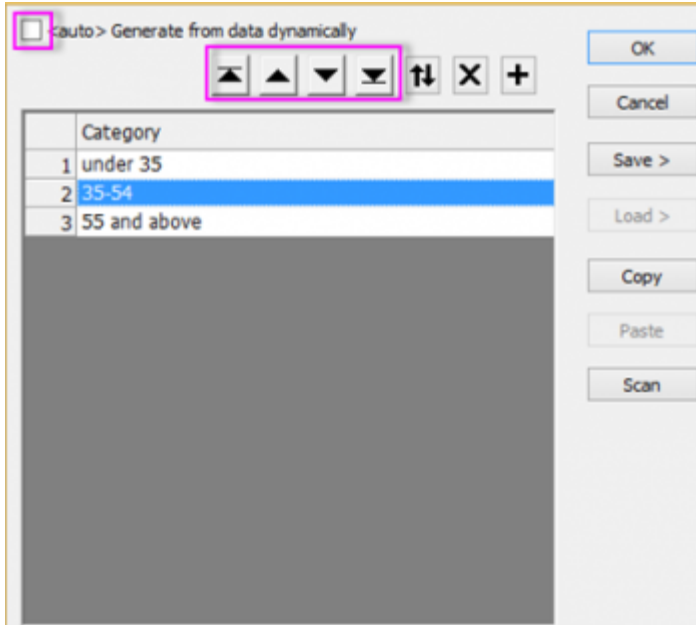 <auto> Generate from data dynamically
OK
Cancel
Category
1 under 35
Save >
2 35-54
3 55 and above
Load >
Copy
Paste
Scan